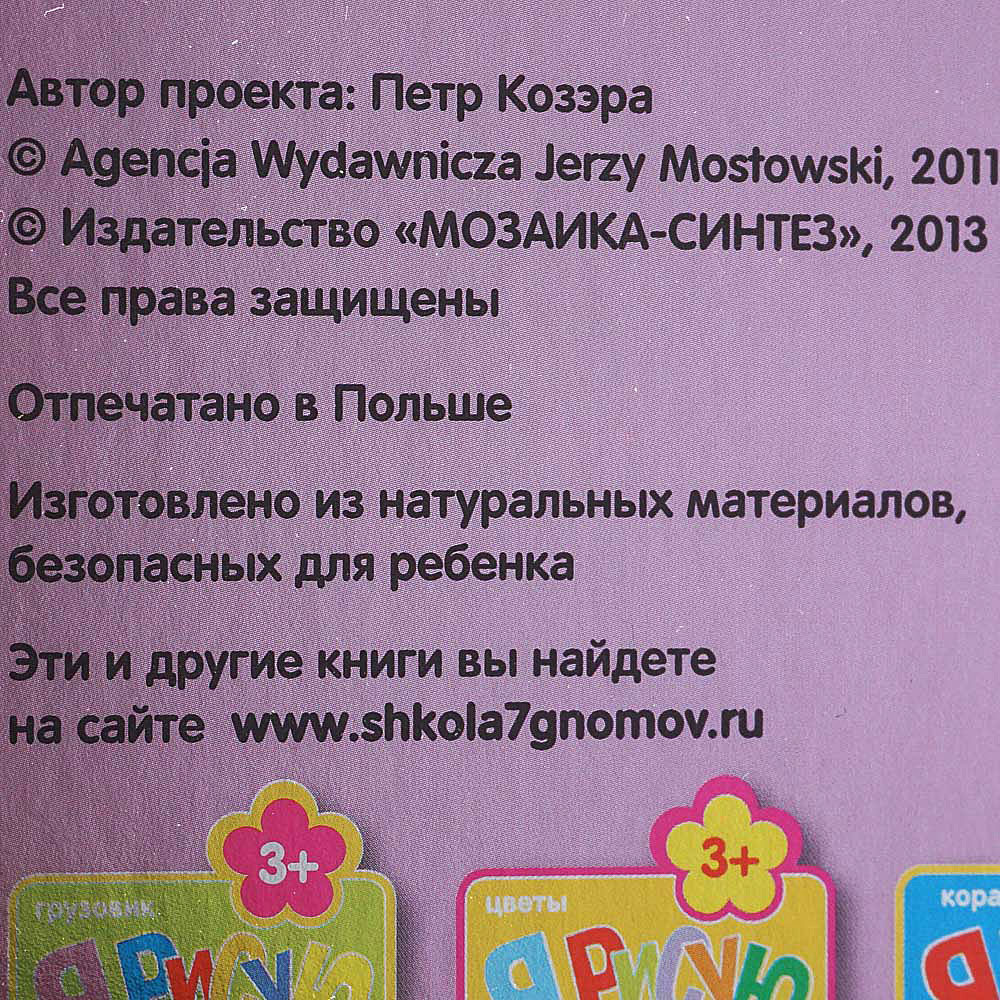 Автор проекта: Петр Козэра
© Agencja Wydawnicza Jerzy Mostowski, 2011
© Издательство «МОЗАИКА-СИНТЕЗ», 2013
Все права защищены
Отпечатано в Польше
Изготовлено из натуральных материалов,
безопасных для ребенка
Эти и другие книги вы найдете
на сайте www.shkola7gnomov.ru
3+ 3+
грузовик цветы
Я РИСУЮ Я РИСУЮ